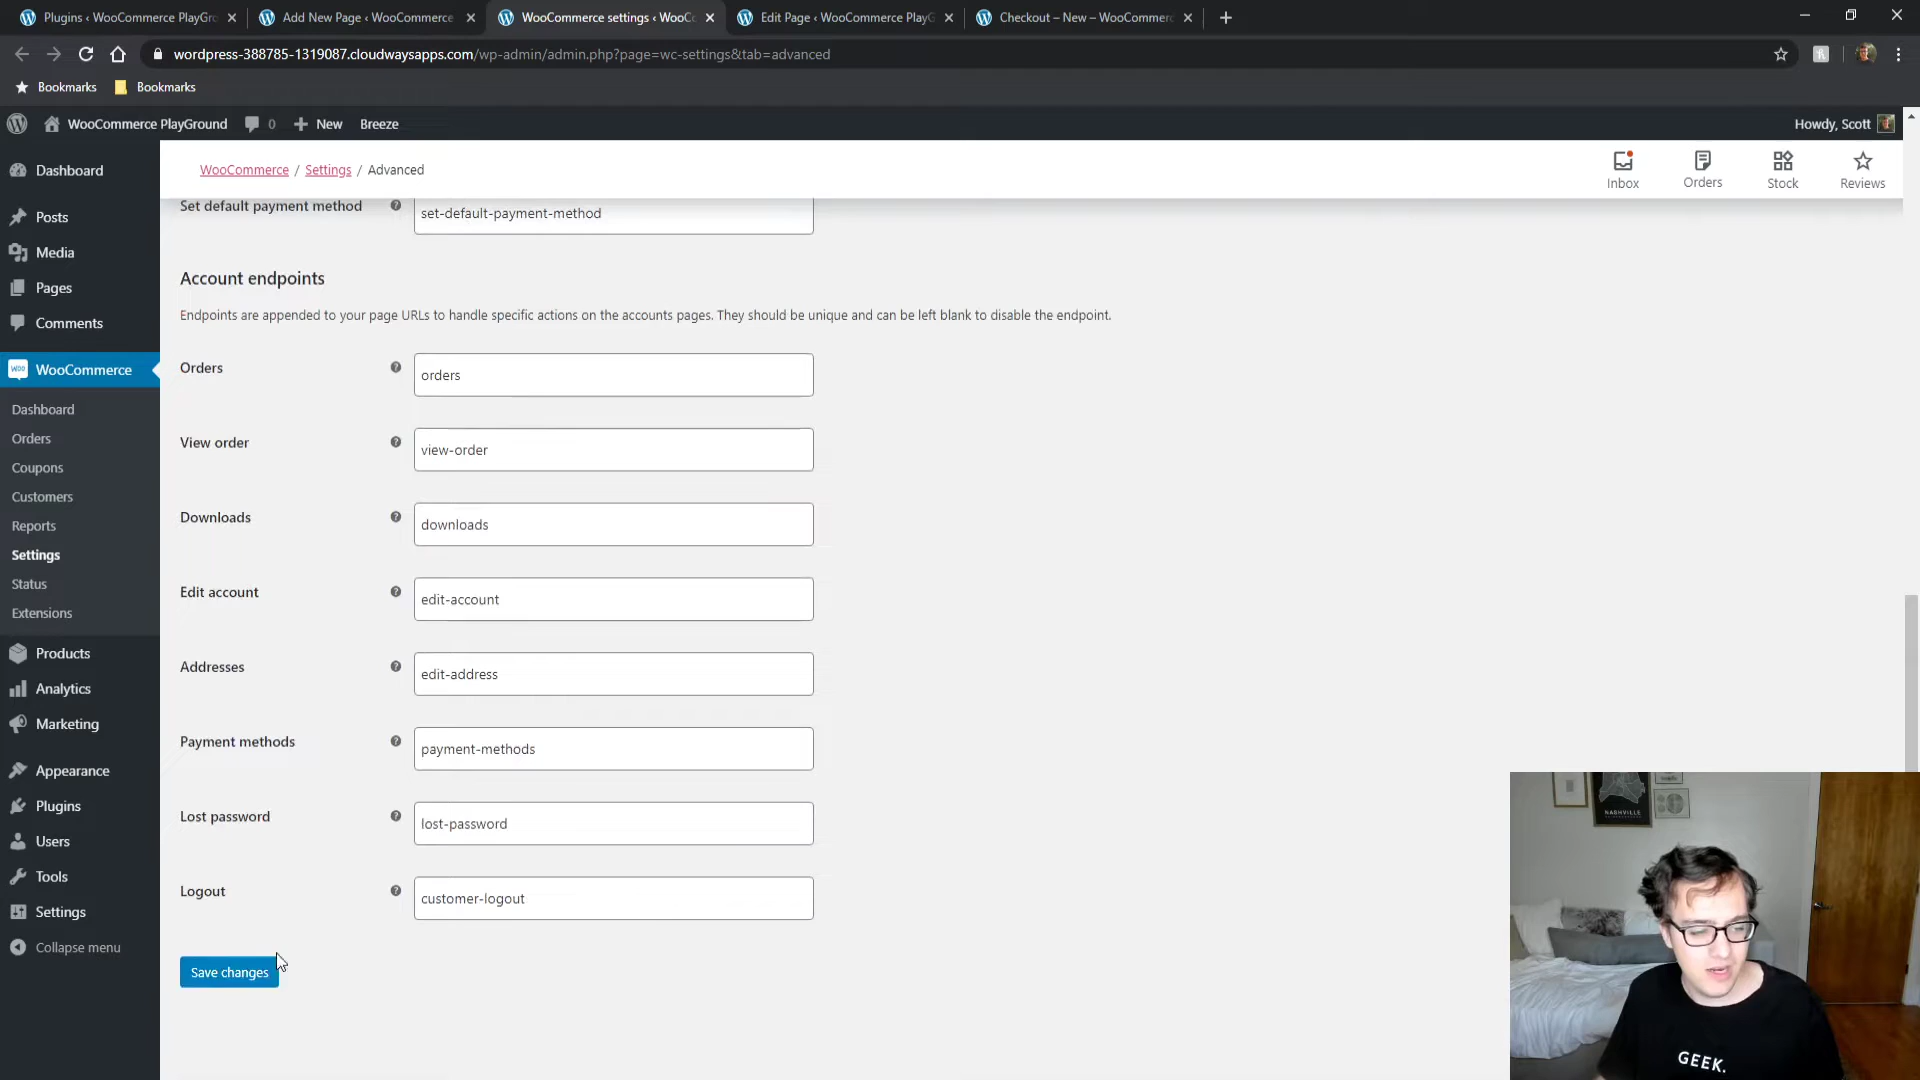 Plugins ‹ WooCommerce PlayGro
Add New Page ‹ WooCommerce
WooCommerce settings ‹ WooC
Edit Page ‹ WooCommerce PlayG
Checkout – New – WooCommerc
wordpress-388785-1319087.cloudwaysapps.com/wp-admin/admin.php?page=wc-settings&tab=advanced
Bookmarks
Bookmarks
WooCommerce PlayGround
0
New
Breeze
Howdy, Scott
WooCommerce / Settings / Advanced
Inbox
Orders
Stock
Reviews
Dashboard
Posts
Media
Pages
Comments
Woo
WooCommerce
Dashboard
Orders
Coupons
Customers
Reports
Settings
Status
Extensions
Products
Analytics
Marketing
Appearance
Plugins
Users
Tools
Settings
Collapse menu
Set default payment method
set-default-payment-method
Account endpoints
Endpoints are appended to your page URLs to handle specific actions on the accounts pages. They should be unique and can be left blank to disable the endpoint.
Orders
orders
View order
view-order
Downloads
downloads
Edit account
edit-account
Addresses
edit-address
Payment methods
payment-methods
Lost password
lost-password
Logout
customer-logout
Save changes
NASHVILLE
GEEK.